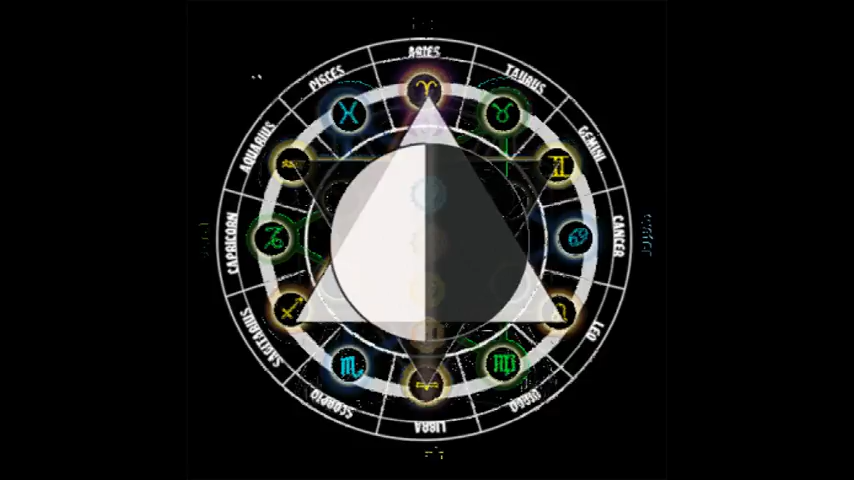 ARIES
TAURUS
GEMINI
CANCER
LEO
VIRGO
LIBRA
SCORPIO
SAGITTARIUS
CAPRICORN
AQUARIUS
PISCES